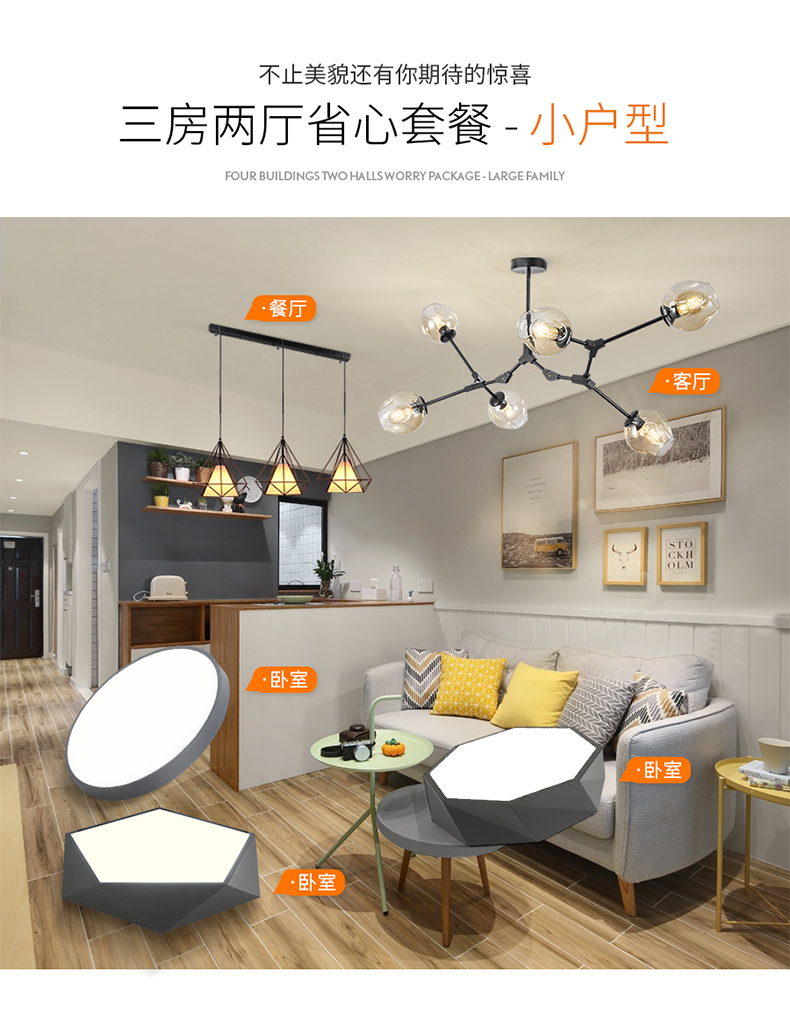 不止美貌还有你期待的惊喜
三房两厅省心套餐 - 小户型
FOUR BUILDINGS TWO HALLS WORRY PACKAGE - LARGE FAMILY
·餐厅
·客厅
STO
CKH
OLM
·卧室
·卧室
·卧室